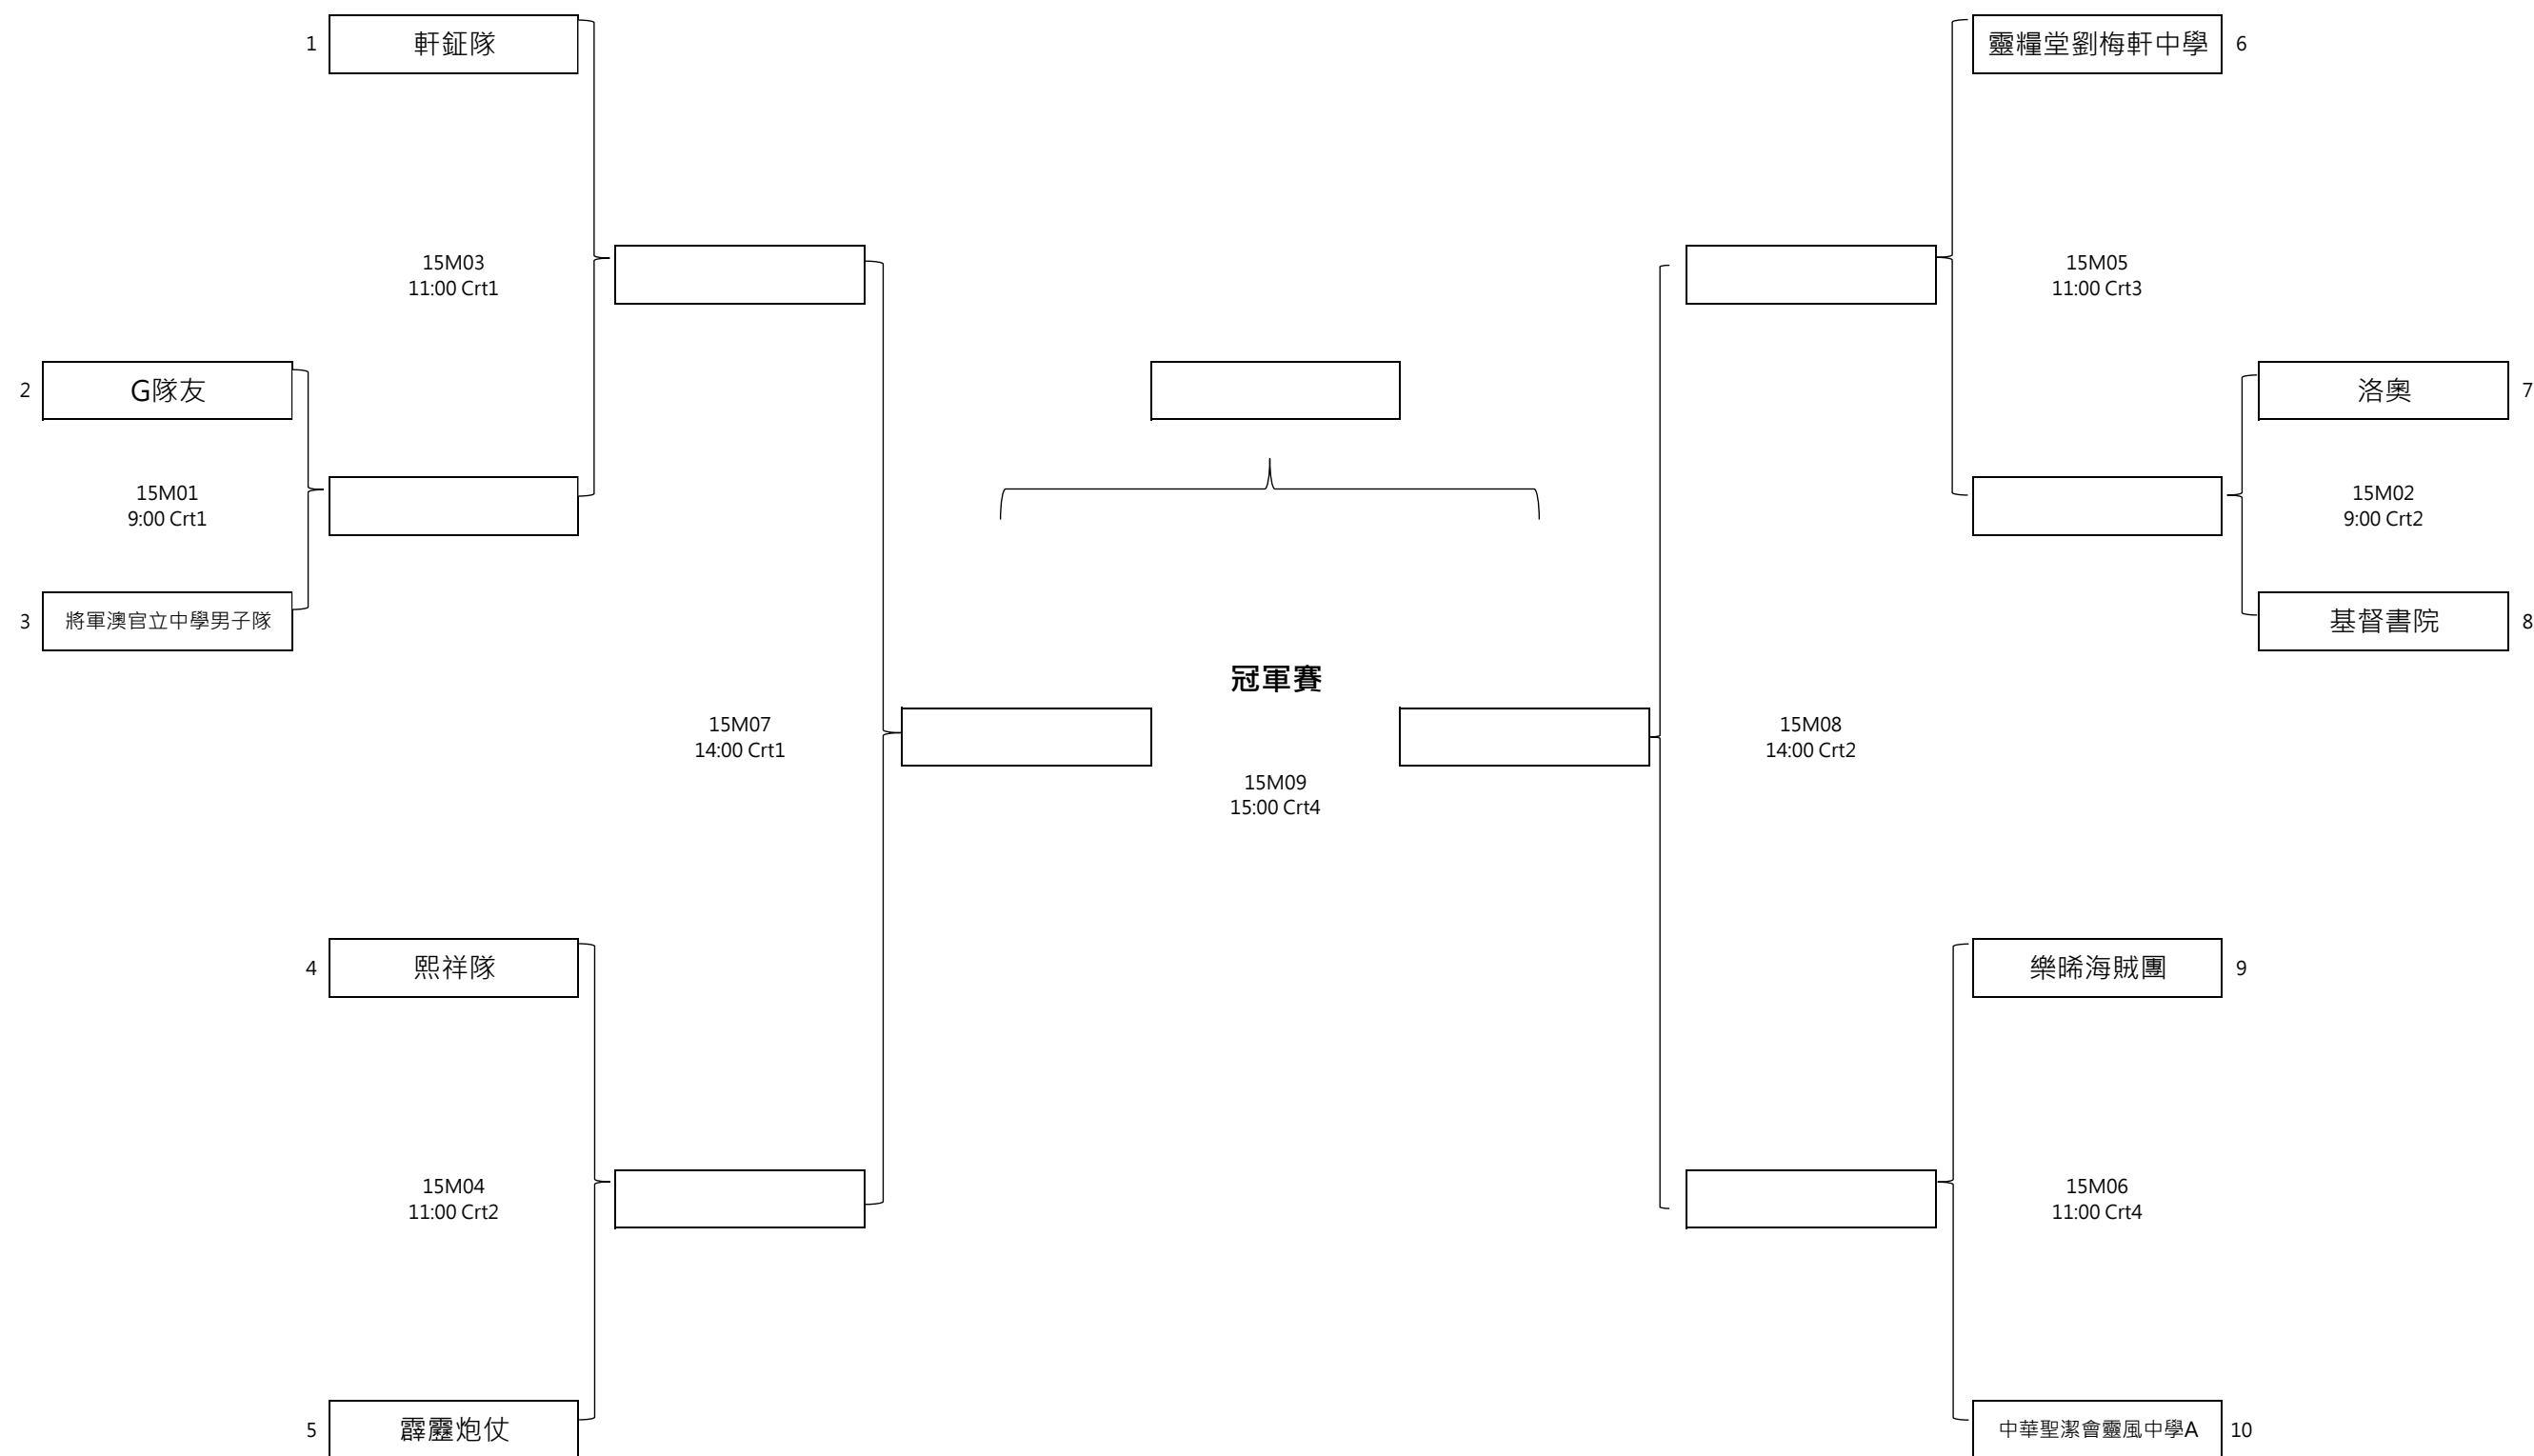 1 軒鉦隊
靈糧堂劉梅軒中學 6
15M03
11:00 Crt1
15M05
11:00 Crt3
2 G隊友
洛奧 7
15M01
9:00 Crt1
15M02
9:00 Crt2
3 將軍澳官立中學男子隊
基督書院 8
冠軍賽
15M07
14:00 Crt1
15M08
14:00 Crt2
15M09
15:00 Crt4
4 熙祥隊
樂晞海賊團 9
15M04
11:00 Crt2
15M06
11:00 Crt4
5 霹靂炮仗
中華聖潔會靈風中學A 10